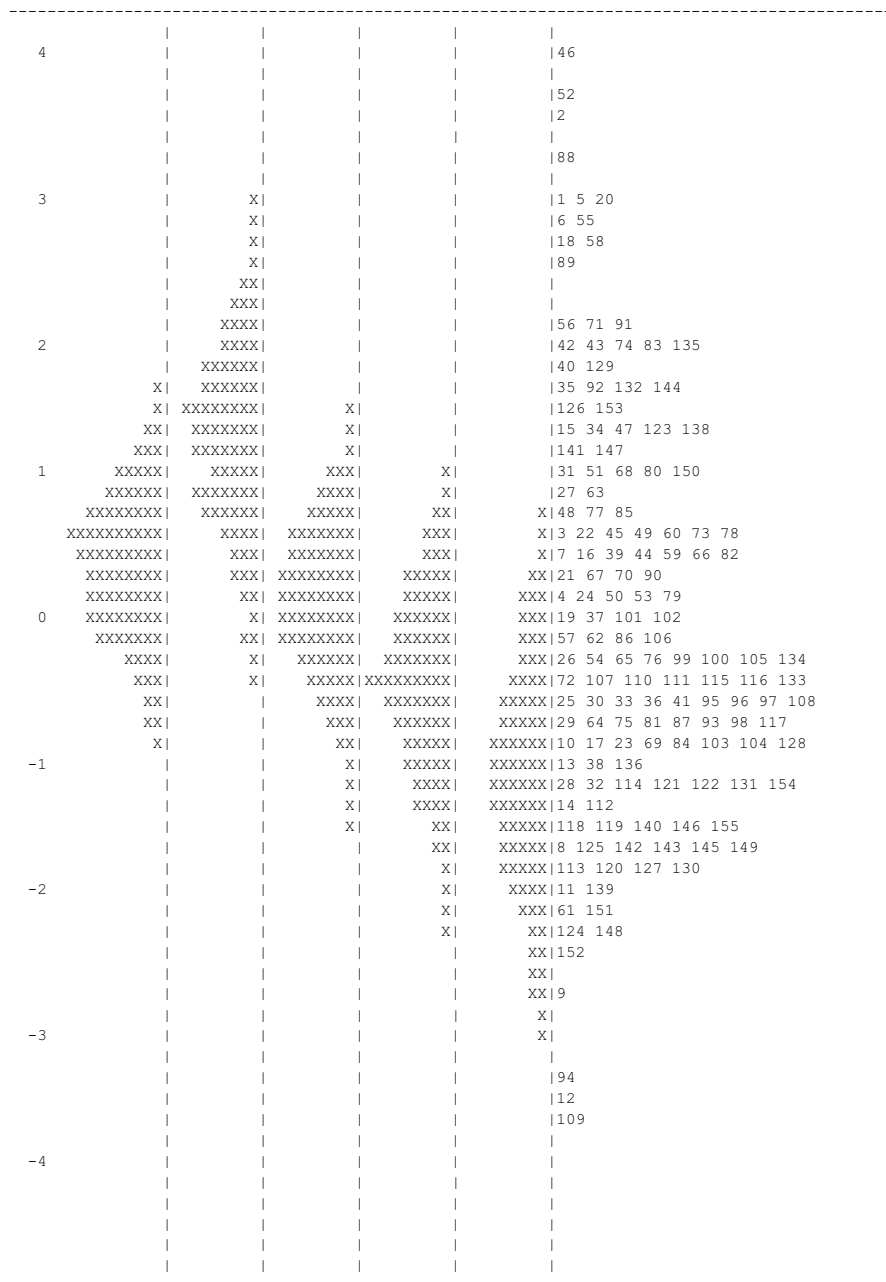 --------------------------------------------------------------------------------------------
| | | | |
4 | | | | |46
| | | | |
| | | | |52
| | | | |2
| | | | |
| | | | |88
| | | | |
3 | X| | | |1 5 20
| X| | | |6 55
| X| | | |18 58
| X| | | |89
| XX| | | |
| XXX| | | |
| XXXX| | | |56 71 91
2 | XXXX| | | |42 43 74 83 135
| XXXXXX| | | |40 129
X| XXXXXX| | | |35 92 132 144
X| XXXXXXXX| X| | |126 153
XX| XXXXXXX| X| | |15 34 47 123 138
XXX| XXXXXXX| X| | |141 147
1 XXXXX| XXXXX| XXX| X| |31 51 68 80 150
XXXXXX| XXXXXXX| XXXX| X| |27 63
XXXXXXXX| XXXXXX| XXXXX| XX| X|48 77 85
XXXXXXXXXX| XXXX| XXXXXXX| XXX| X|3 22 45 49 60 73 78
XXXXXXXXX| XXX| XXXXXXX| XXX| X|7 16 39 44 59 66 82
XXXXXXXX| XXX| XXXXXXXX| XXXXX| XX|21 67 70 90
XXXXXXXX| XX| XXXXXXXX| XXXXX| XXX|4 24 50 53 79
0 XXXXXXXX| X| XXXXXXXX| XXXXXX| XXX|19 37 101 102
XXXXXXX| XX| XXXXXXXX| XXXXXX| XXX|57 62 86 106
XXXX| X| XXXXXX| XXXXXXX| XXX|26 54 65 76 99 100 105 134
XXX| X| XXXXX|XXXXXXXXX| XXXX|72 107 110 111 115 116 133
XX| | XXXX| XXXXXXX| XXXXX|25 30 33 36 41 95 96 97 108
XX| | XXX| XXXXXX| XXXXX|29 64 75 81 87 93 98 117
X| | XX| XXXXX| XXXXXX|10 17 23 69 84 103 104 128
-1 | | X| XXXXX| XXXXXX|13 38 136
| | X| XXXX| XXXXXX|28 32 114 121 122 131 154
| | X| XXXX| XXXXXX|14 112
| | X| XX| XXXXX|118 119 140 146 155
| | | XX| XXXXX|8 125 142 143 145 149
| | | X| XXXXX|113 120 127 130
-2 | | | X| XXXX|11 139
| | | X| XXX|61 151
| | | X| XX|124 148
| | | | XX|152
| | | | XX|
| | | | XX|9
| | | | X|
-3 | | | | X|
| | | | |
| | | | |94
| | | | |12
| | | | |109
| | | | |
-4 | | | | |
| | | | |
| | | | |
| | | | |
| | | | |
| | | | |